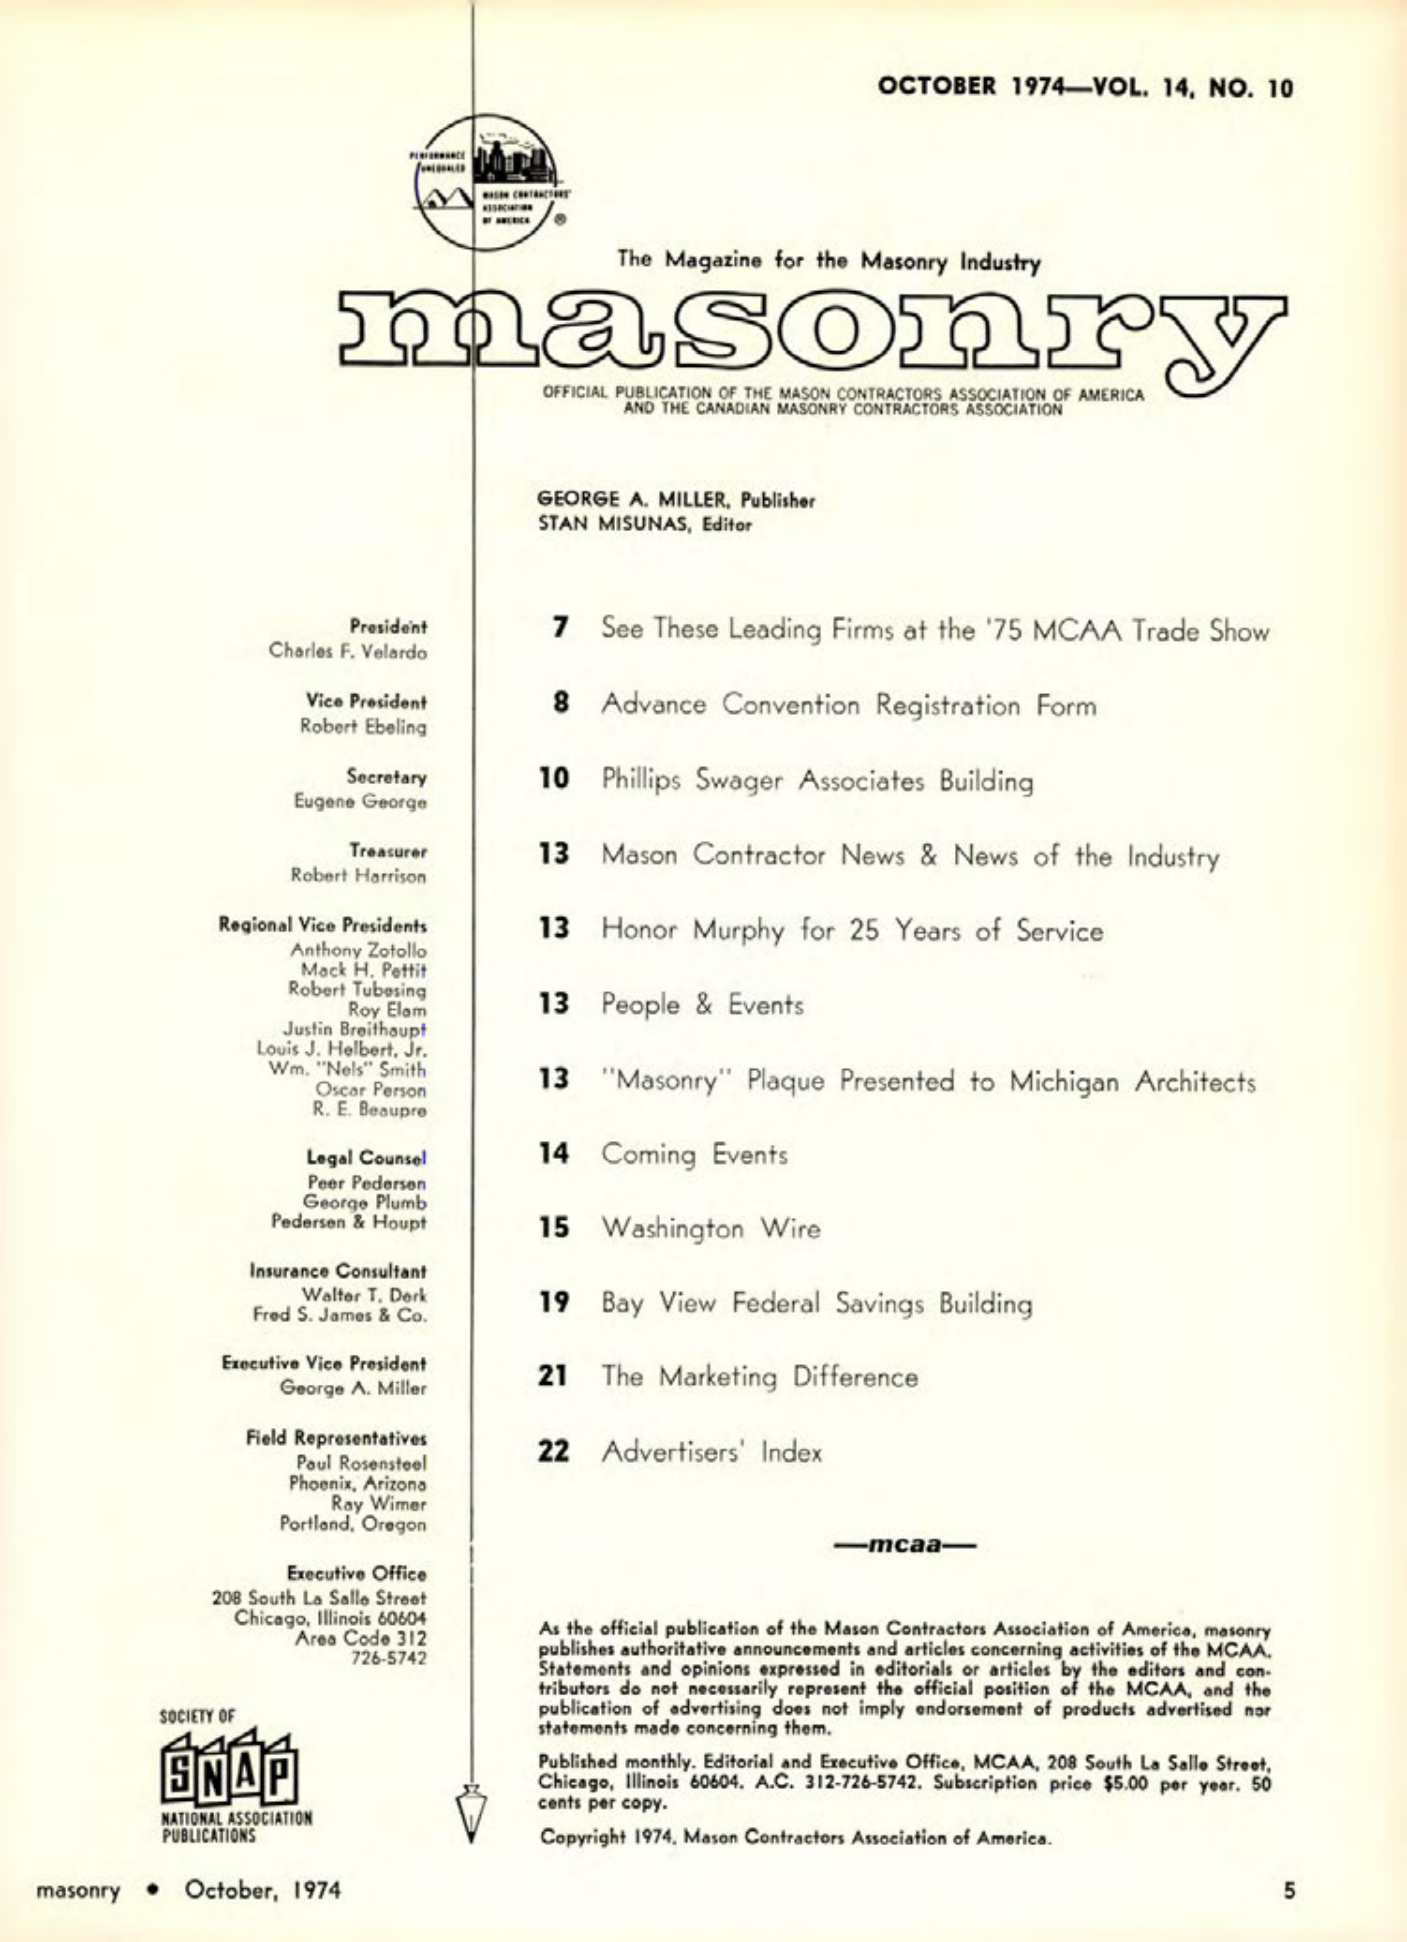 OCTOBER 1974—VOL. 14, NO. 10
PERFORMANCE
UNEQUALED
MASON CONTRACTORS'
ASSOCIATION
OF AMERICA
®
The Magazine for the Masonry Industry
masonry
OFFICIAL PUBLICATION OF THE MASON CONTRACTORS ASSOCIATION OF AMERICA
AND THE CANADIAN MASONRY CONTRACTORS ASSOCIATION
GEORGE A. MILLER, Publisher
STAN MISUNAS, Editor
President
Charles F. Velardo
Vice President
Robert Ebeling
Secretary
Eugene George
Treasurer
Robert Harrison
Regional Vice Presidents
Anthony Zotollo
Mack H. Pettit
Robert Tubesing
Roy Elam
Justin Breithaupt
Louis J. Helbert, Jr.
Wm. "Nels" Smith
Oscar Person
R. E. Beaupre
Legal Counsel
Peer Pedersen
George Plumb
Pedersen & Houpt
Insurance Consultant
Walter T. Derk
Fred S. James & Co.
Executive Vice President
George A. Miller
Field Representatives
Paul Rosensteel
Phoenix, Arizona
Ray Wimer
Portland, Oregon
Executive Office
208 South La Salle Street
Chicago, Illinois 60604
Area Code 312
726-5742
SOCIETY OF
SNAP
NATIONAL ASSOCIATION
PUBLICATIONS
7 See These Leading Firms at the '75 MCAA Trade Show
8 Advance Convention Registration Form
10 Phillips Swager Associates Building
13 Mason Contractor News & News of the Industry
13 Honor Murphy for 25 Years of Service
13 People & Events
13 "Masonry" Plaque Presented to Michigan Architects
14 Coming Events
15 Washington Wire
19 Bay View Federal Savings Building
21 The Marketing Difference
22 Advertisers' Index
—mcaa—
As the official publication of the Mason Contractors Association of America, masonry
publishes authoritative announcements and articles concerning activities of the MCAA.
Statements and opinions expressed in editorials or articles by the editors and con-
tributors do not necessarily represent the official position of the MCAA, and the
publication of advertising does not imply endorsement of products advertised nor
statements made concerning them.
Published monthly. Editorial and Executive Office, MCAA, 208 South La Salle Street,
Chicago, Illinois 60604. A.C. 312-726-5742. Subscription price $5.00 per year. 50
cents per copy.
Copyright 1974, Mason Contractors Association of America.
masonry • October, 1974
5